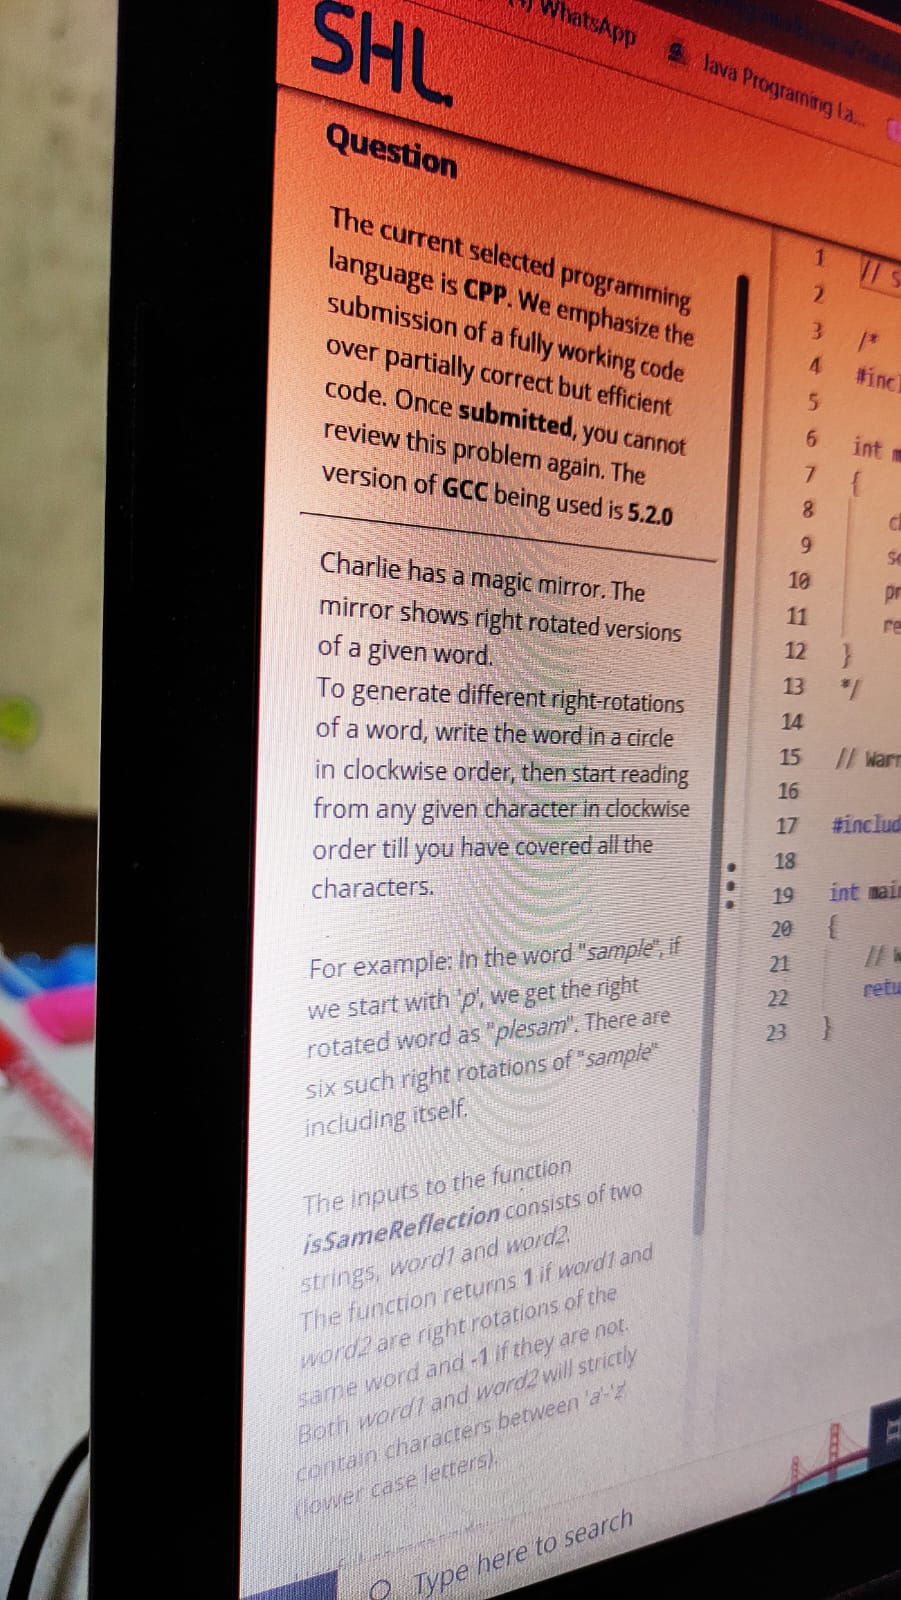 WhatsApp
Java Programing La...
SHL
Question
The current selected programming
language is CPP. We emphasize the
submission of a fully working code
over partially correct but efficient
code. Once submitted, you cannot
review this problem again. The
version of GCC being used is 5.2.0
Charlie has a magic mirror. The
mirror shows right rotated versions
of a given word.
To generate different right-rotations
of a word, write the word in a circle
in clockwise order, then start reading
from any given character in clockwise
order till you have covered all the
characters.
For example: In the word "sample", if
we start with 'p', we get the right
rotated word as "plesam". There are
six such right rotations of "sample"
including itself.
The inputs to the function
isSameReflection consists of two
strings, word1 and word2.
The function returns 1 if word1 and
word2 are right rotations of the
same word and -1 if they are not.
Both word1 and word2 will strictly
contain characters between 'a'-'z'
(lower case letters).
1 // S
2
3 /*
4 #incl
5
6 int m
7 {
8 c
9 s
10 pr
11 re
12 }
13 */
14
15 // Warn
16
17 #includ
18
19 int mai
20 {
21 //
22 retu
23 }
Type here to search